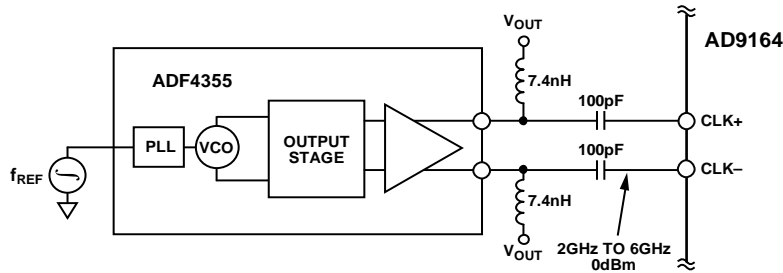 VOUT
AD9164
ADF4355
7.4nH
100pF
PLL
VCO
OUTPUT
STAGE
CLK+
100pF
CLK–
fREF
7.4nH
VOUT
2GHz TO 6GHz
0dBm